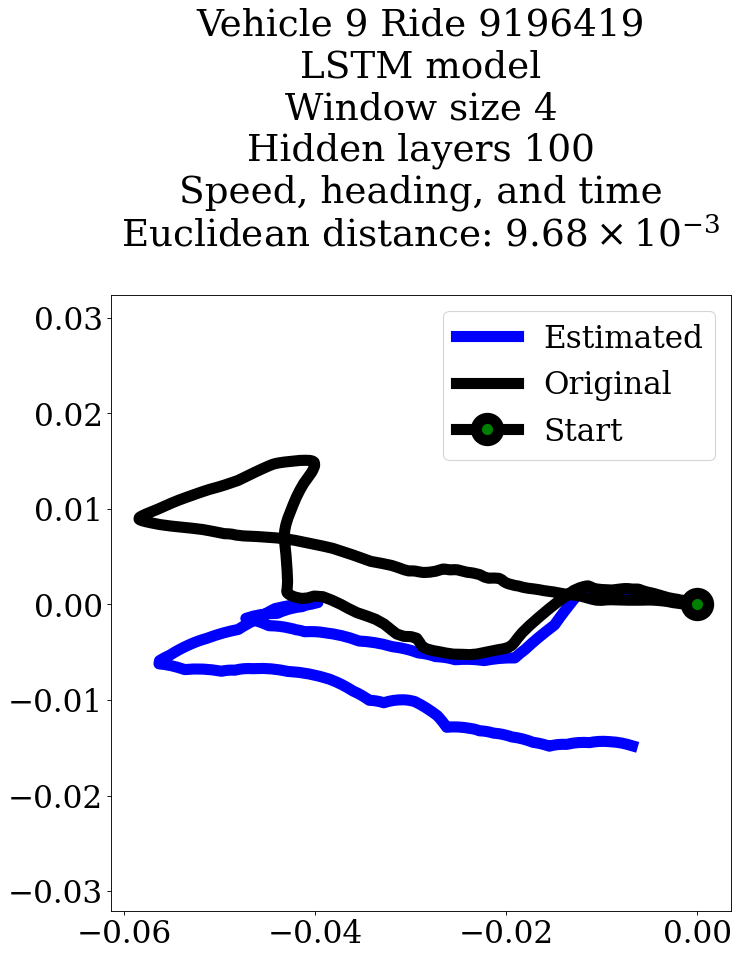 Vehicle 9 Ride 9196419
LSTM model
Window size 4
Hidden layers 100
Speed, heading, and time
Euclidean distance: 9.68 × 10⁻³
Estimated
Original
Start
0.03
0.02
0.01
0.00
−0.01
−0.02
−0.03
−0.06 −0.04 −0.02 0.00